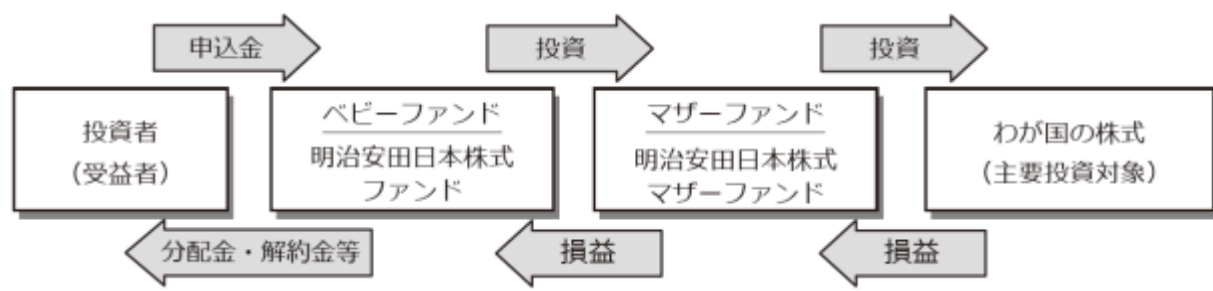 申込金
投資
投資
投資者
（受益者）
ベビーファンド
明治安田日本株式
ファンド
マザーファンド
明治安田日本株式
マザーファンド
わが国の株式
（主要投資対象）
分配金・解約金等
損益
損益